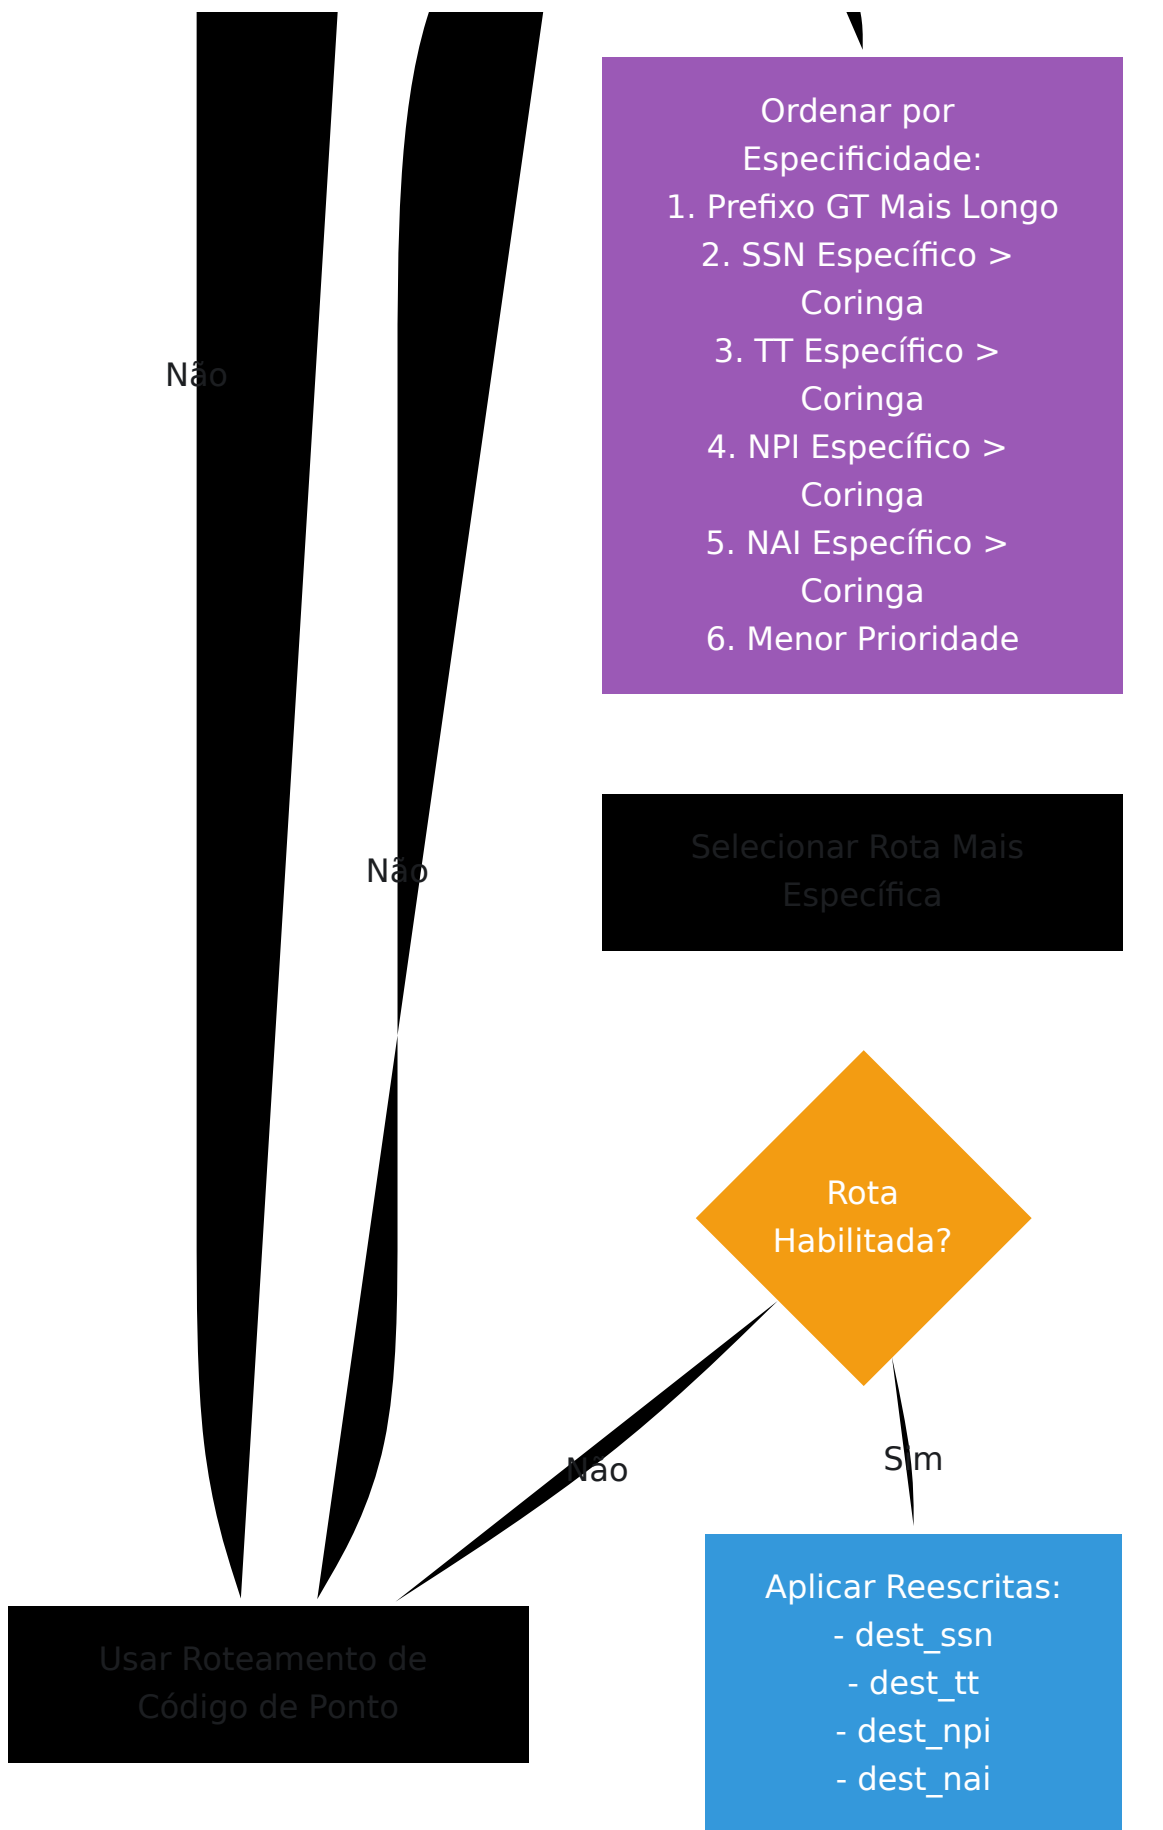 Ordenar por
Especificidade:
1. Prefixo GT Mais Longo
2. SSN Específico >
Coringa
3. TT Específico >
Coringa
4. NPI Específico >
Coringa
5. NAI Específico >
Coringa
6. Menor Prioridade
Não
Selecionar Rota Mais
Específica
Não
Rota
Habilitada?
Não
Sim
Aplicar Reescritas:
- dest_ssn
- dest_tt
- dest_npi
- dest_nai
Usar Roteamento de
Código de Ponto